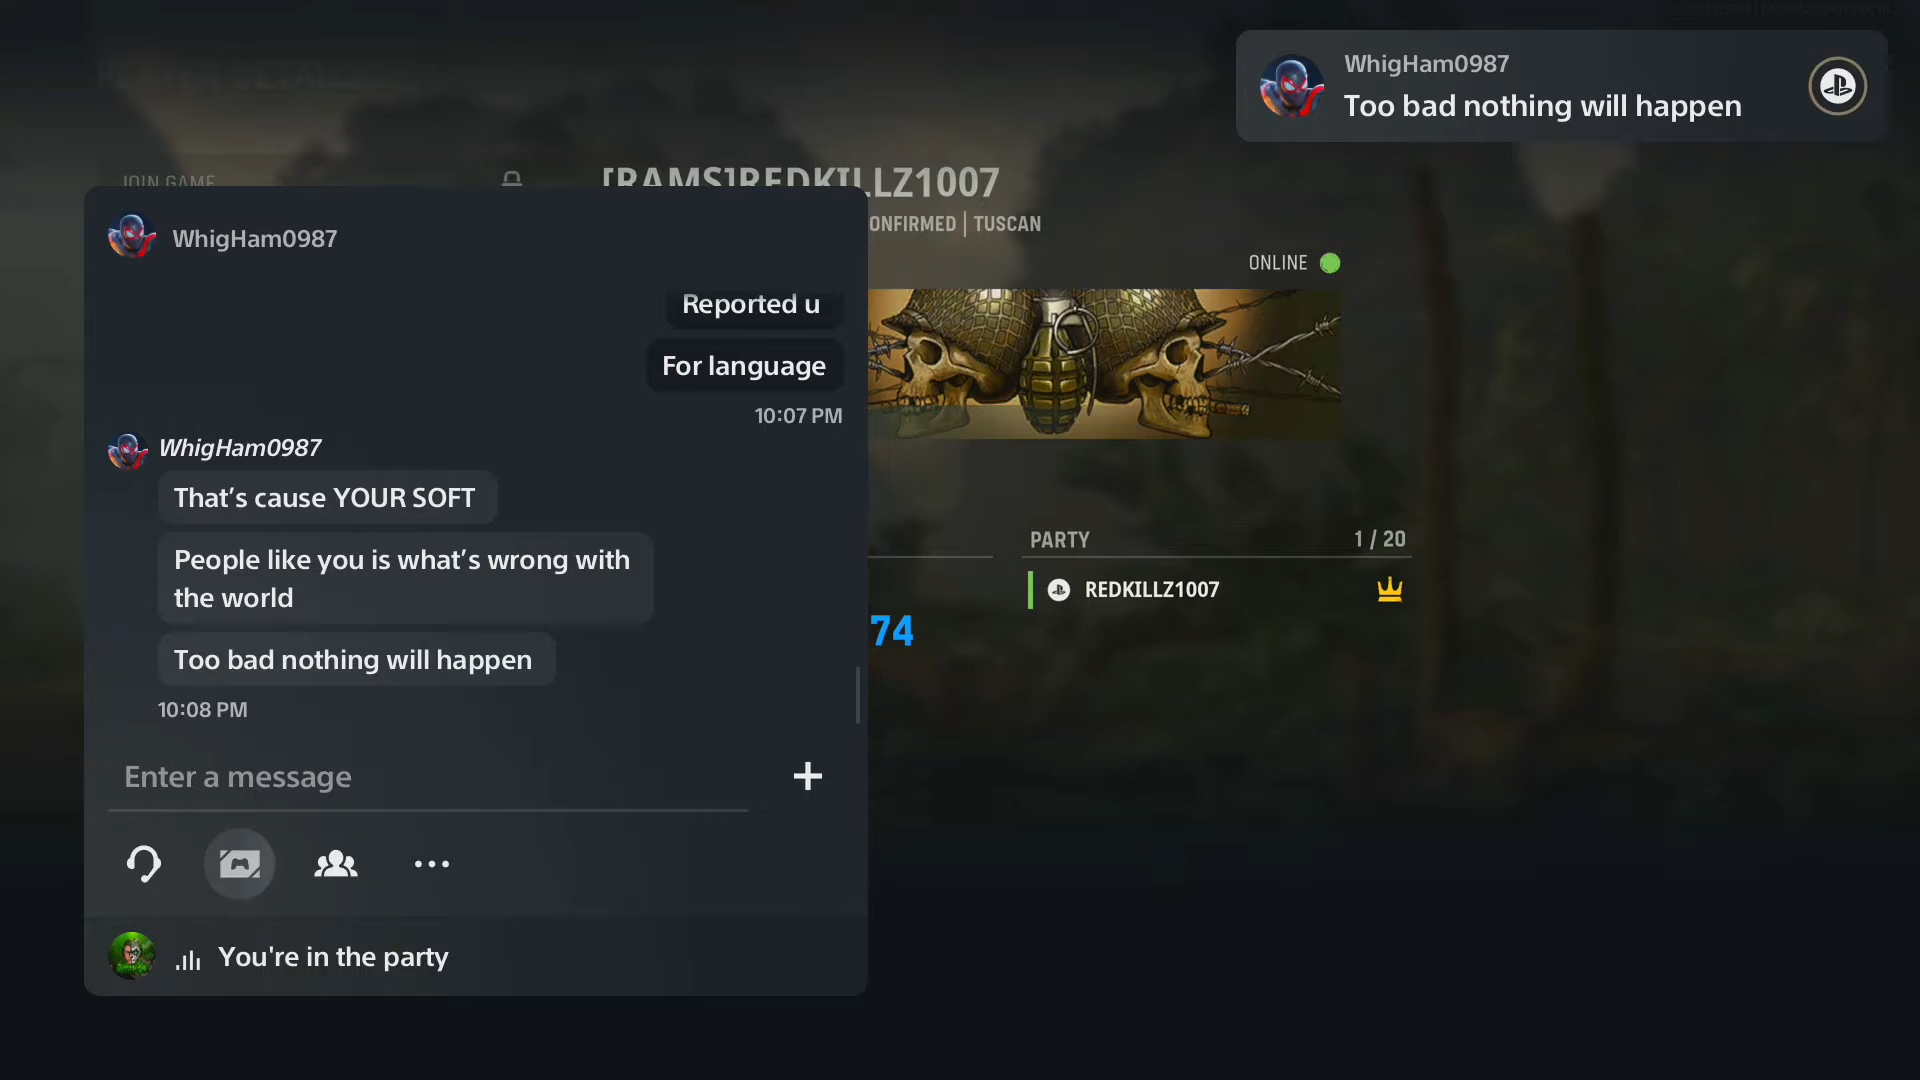 WhigHam0987
Too bad nothing will happen
JOIN GAME
[RAMS]REDKILLZ1007
ONFIRMED | TUSCAN
ONLINE
WhigHam0987
Reported u
For language
10:07 PM
WhigHam0987
That’s cause YOUR SOFT
People like you is what’s wrong with
the world
Too bad nothing will happen
10:08 PM
Enter a message
You're in the party
PARTY 1 / 20
REDKILLZ1007
74